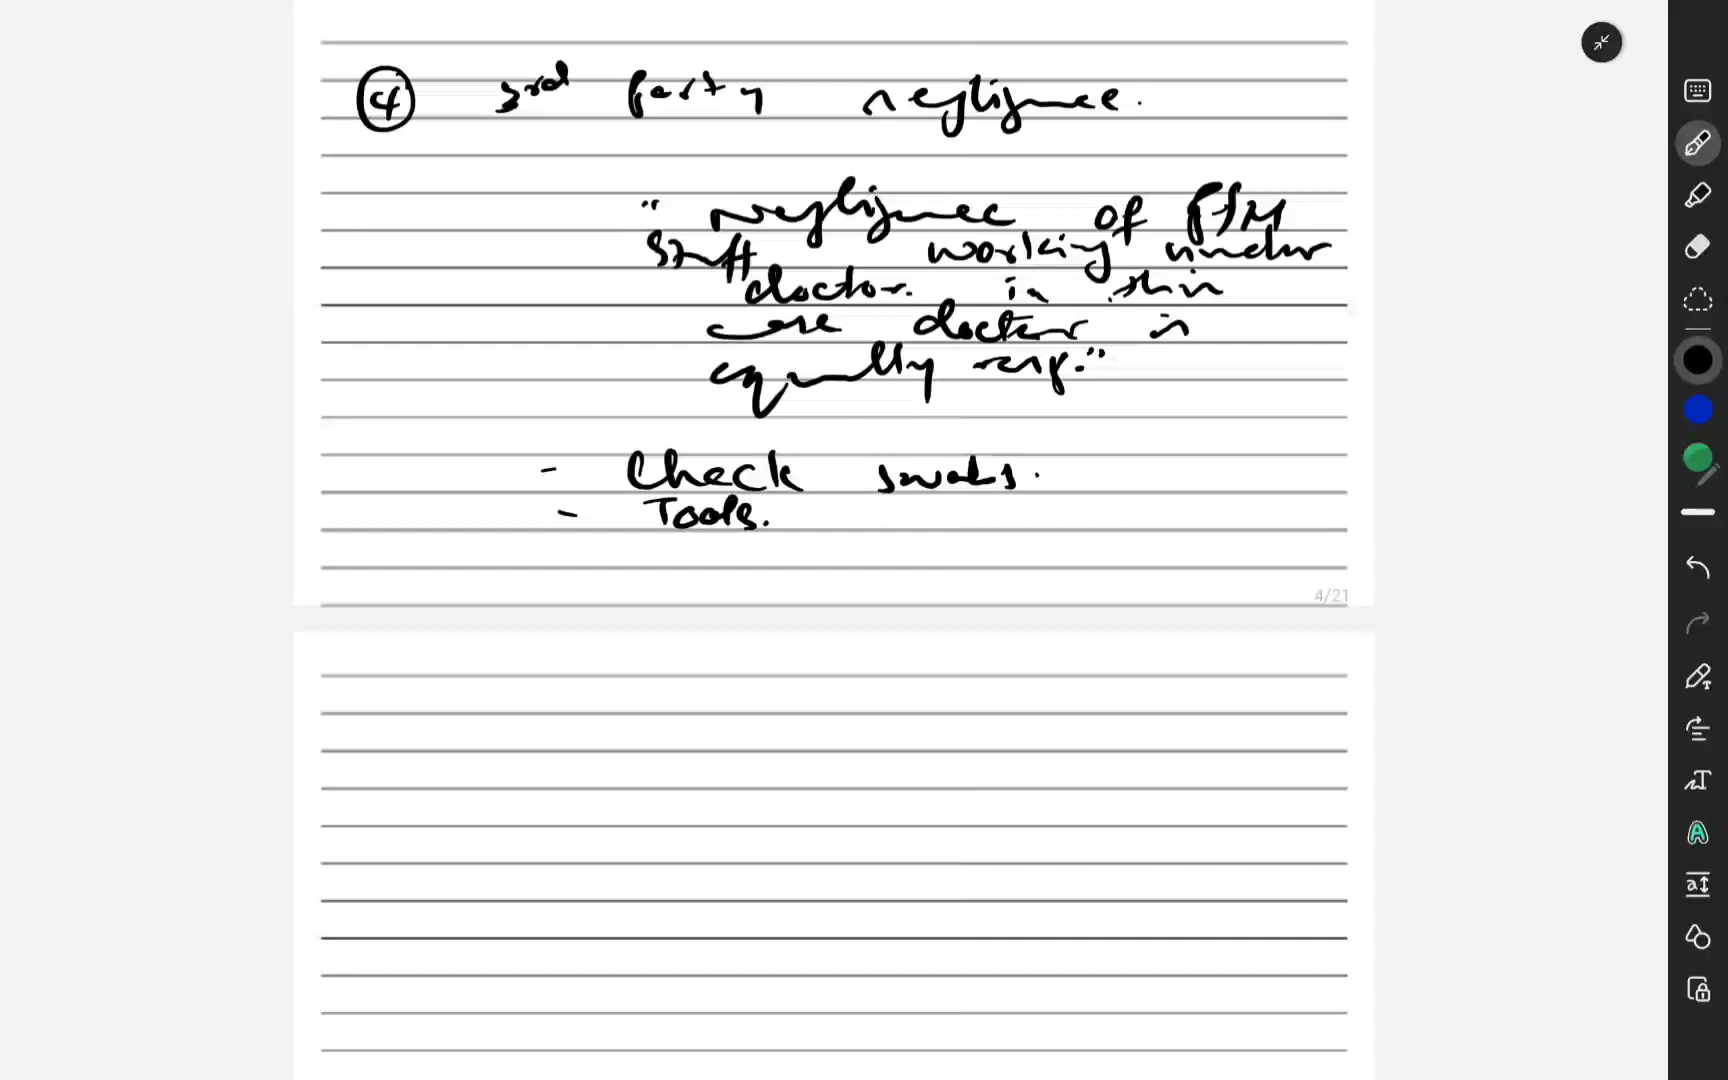 ④ 3rd Party negligence.
" negligence of P/M
Staff working under
doctor. in this
case doctor is
equally resp."
- Check swabs.
- Tools.
4/21